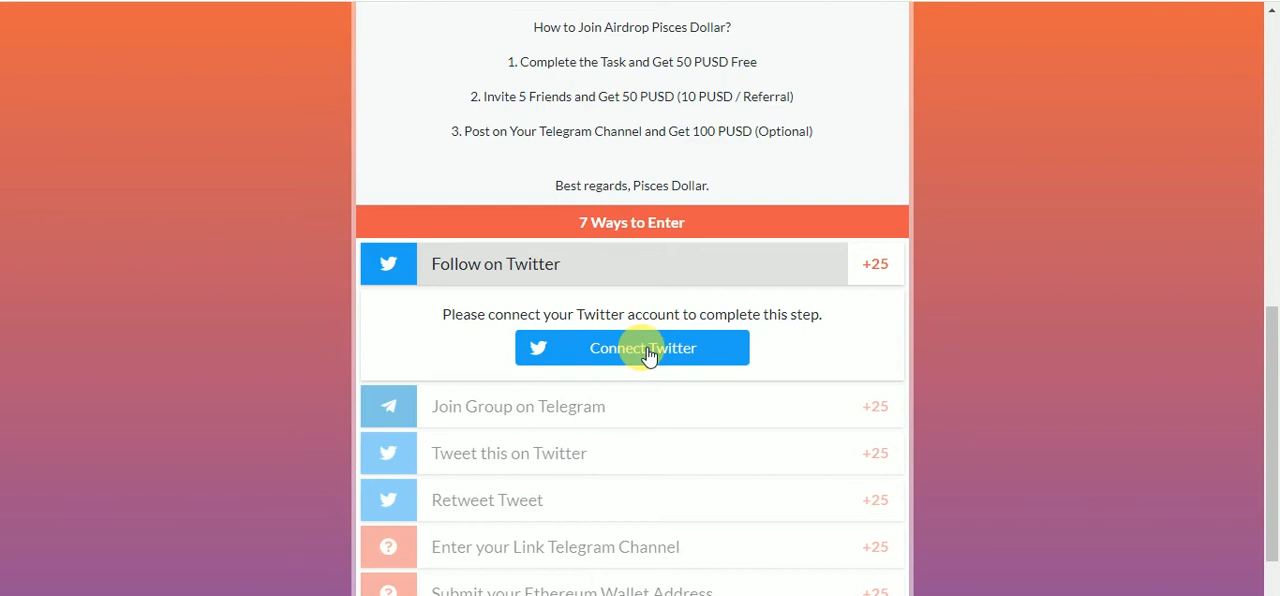 How to Join Airdrop Pisces Dollar?
1. Complete the Task and Get 50 PUSD Free
2. Invite 5 Friends and Get 50 PUSD (10 PUSD / Referral)
3. Post on Your Telegram Channel and Get 100 PUSD (Optional)
Best regards, Pisces Dollar.
7 Ways to Enter
Follow on Twitter +25
Please connect your Twitter account to complete this step.
Connect Twitter
Join Group on Telegram +25
Tweet this on Twitter +25
Retweet Tweet +25
Enter your Link Telegram Channel +25
Submit your Ethereum Wallet Address +25